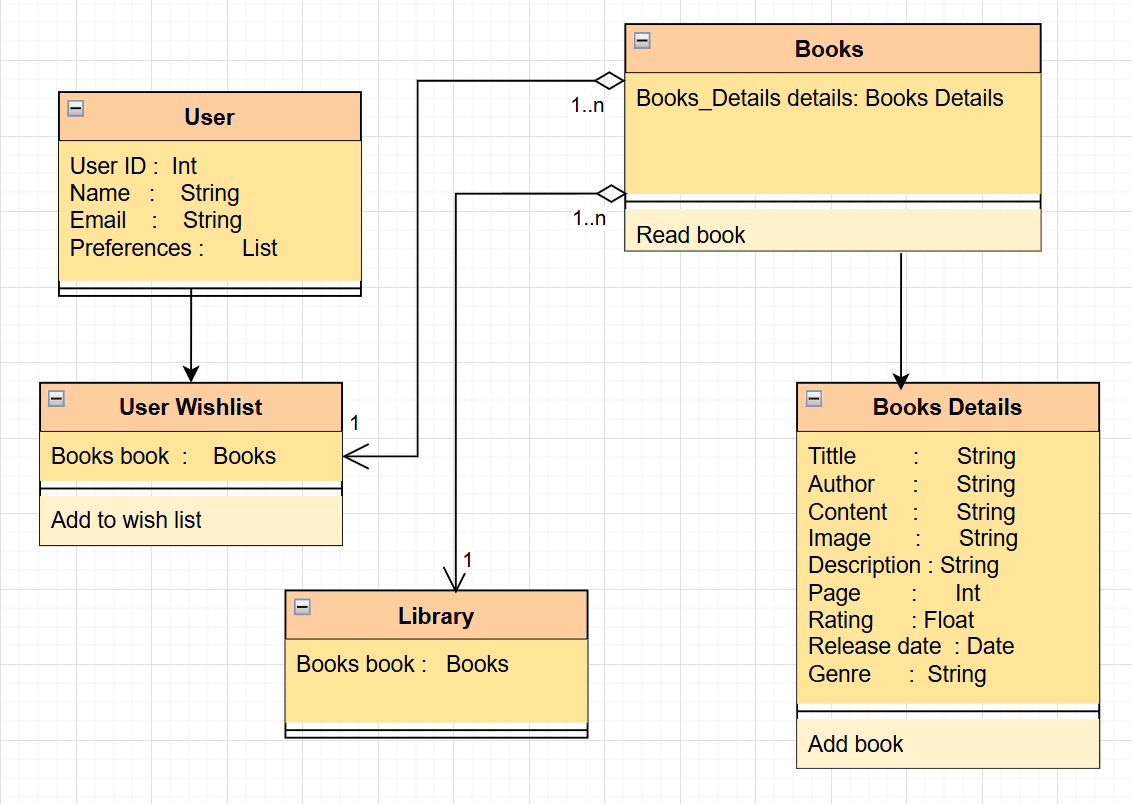 Books
Books_Details details: Books Details
Read book
1..n
1..n
User
User ID : Int
Name : String
Email : String
Preferences : List
User Wishlist
Books book : Books
Add to wish list
1
1
Library
Books book : Books
Books Details
Tittle : String
Author : String
Content : String
Image : String
Description : String
Page : Int
Rating : Float
Release date : Date
Genre : String
Add book